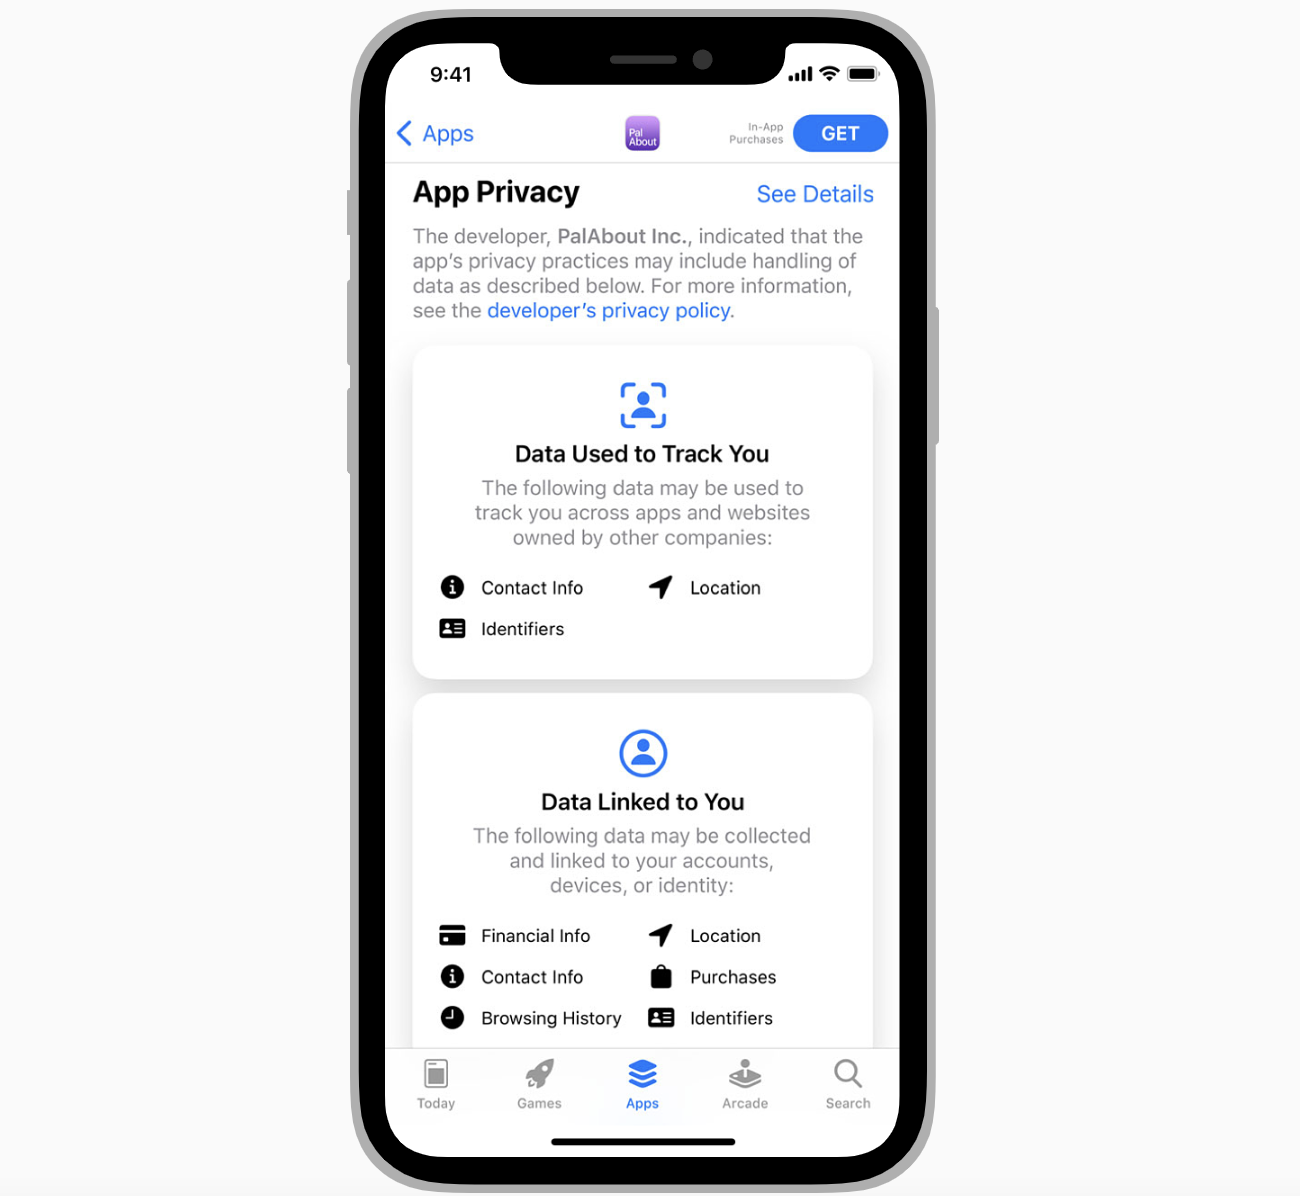 9:41
Apps
Pal
About
In-App
Purchases
GET
App Privacy
See Details
The developer, PalAbout Inc., indicated that the
app’s privacy practices may include handling of
data as described below. For more information,
see the developer’s privacy policy.
Data Used to Track You
The following data may be used to
track you across apps and websites
owned by other companies:
Contact Info
Location
Identifiers
Data Linked to You
The following data may be collected
and linked to your accounts,
devices, or identity:
Financial Info
Location
Contact Info
Purchases
Browsing History
Identifiers
Today
Games
Apps
Arcade
Search